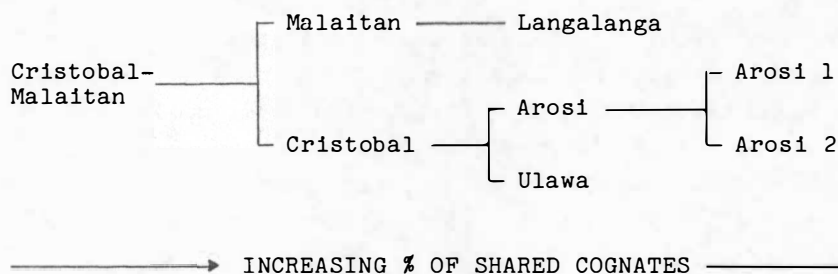 Malaitan Langalanga
Cristobal-
Malaitan
Arosi 1
Arosi
Cristobal
Arosi 2
Ulawa
INCREASING % OF SHARED COGNATES